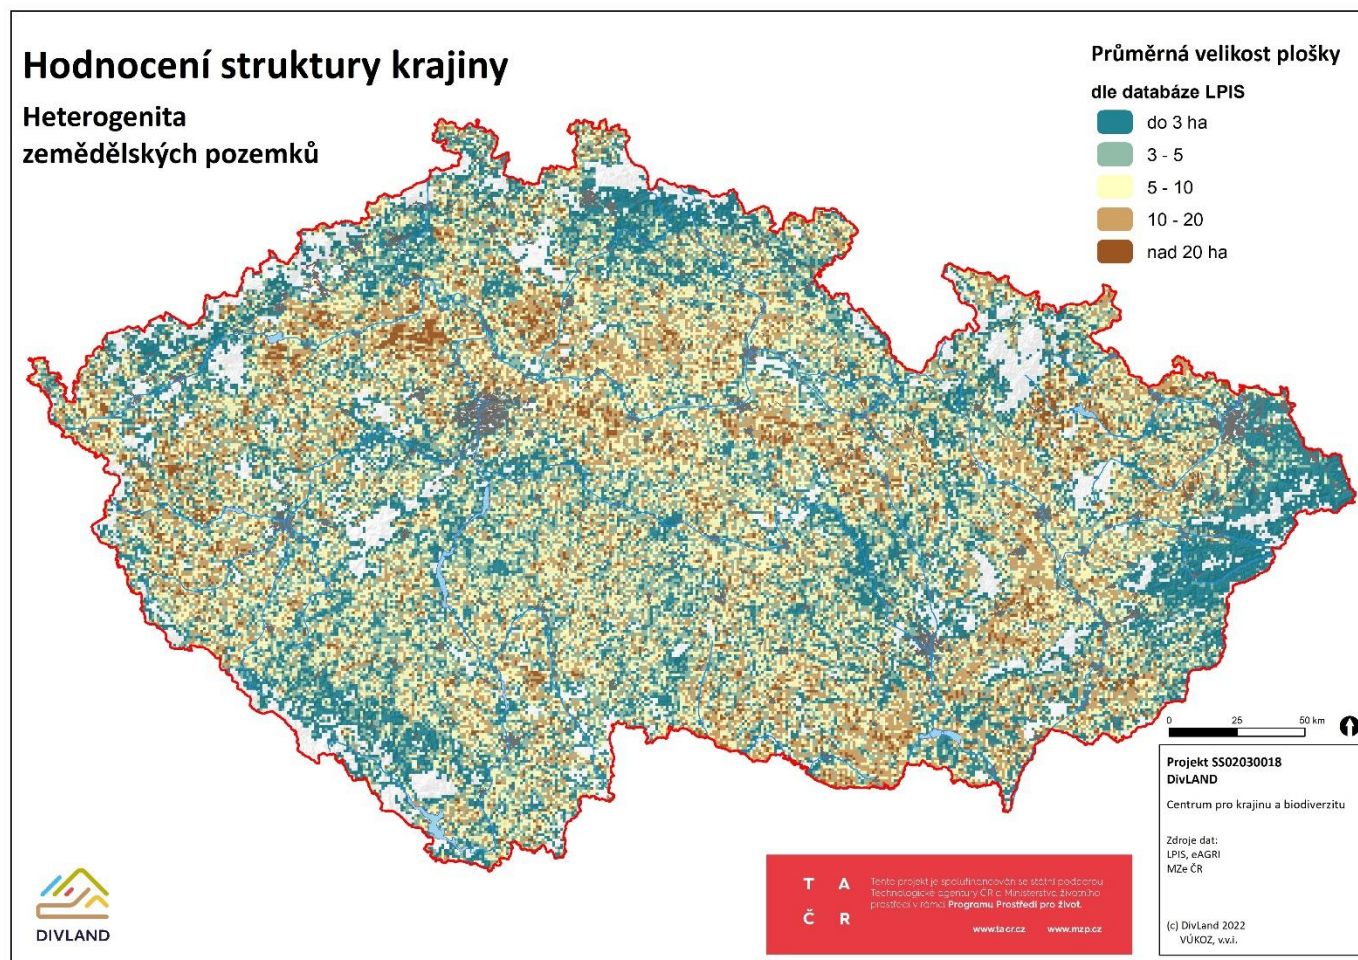 Hodnocení struktury krajiny
Heterogenita
zemědělských pozemků
Průměrná velikost plošky
dle databáze LPIS
do 3 ha
3 - 5
5 - 10
10 - 20
nad 20 ha
0 25 50 km
Projekt SS02030018
DivLAND
Centrum pro krajinu a biodiverzitu
Zdroje dat:
LPIS, eAGRI
MZe ČR
(c) DivLand 2022
VÚKOZ, v.v.i.
T A
Č R
Tento projekt je spolufinancován se státní podporou
Technologické agentury ČR a Ministerstva životního
prostředí v rámci Programu Prostředí pro život.
www.tacr.cz www.mzp.cz
DIVLAND